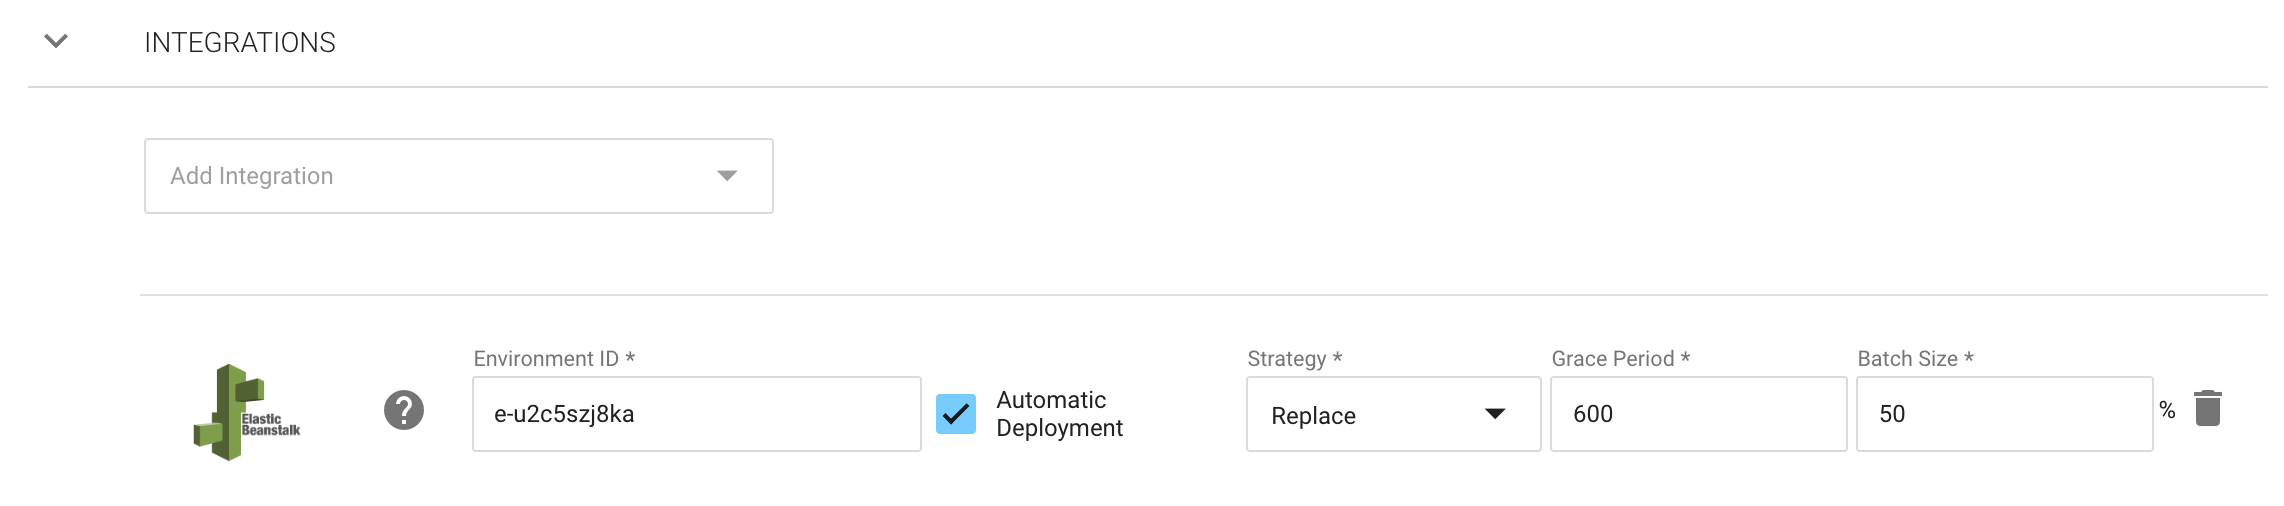 INTEGRATIONS
Add Integration
Environment ID *
Strategy *
Grace Period *
Batch Size *
Elastic
Beanstalk
?
e-u2c5szj8ka
Automatic
Deployment
Replace
600
50
%